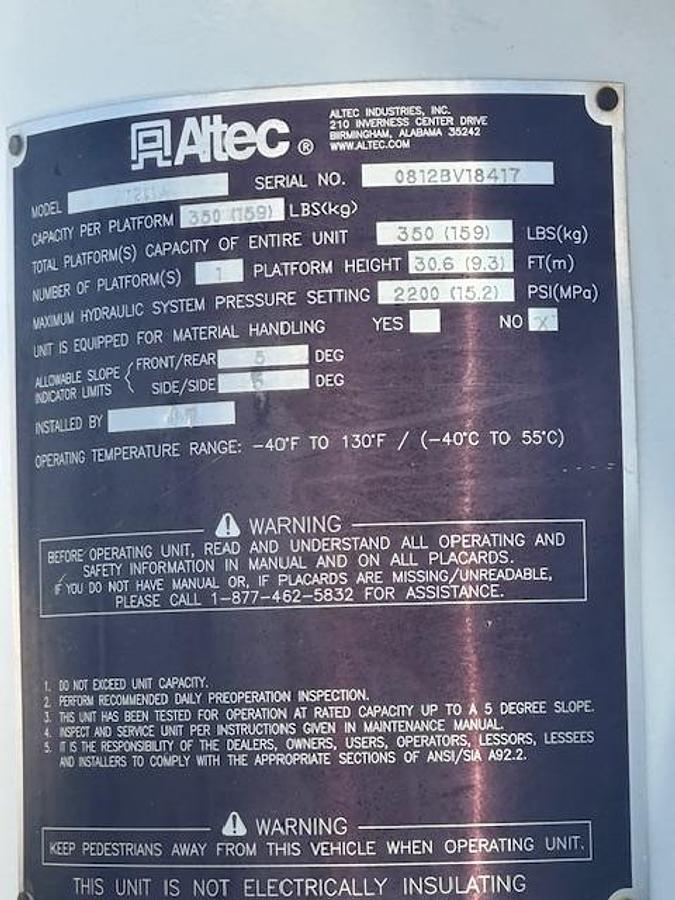 Altec ®
ALTEC INDUSTRIES, INC.
210 INVERNESS CENTER DRIVE
BIRMINGHAM, ALABAMA 35242
WWW.ALTEC.COM
MODEL
SERIAL NO. 0812BV18417
CAPACITY PER PLATFORM 350 (159) LBS(kg)
TOTAL PLATFORM(S) CAPACITY OF ENTIRE UNIT 350 (159) LBS(kg)
NUMBER OF PLATFORM(S) 1 PLATFORM HEIGHT 30.6 (9.3) FT(m)
MAXIMUM HYDRAULIC SYSTEM PRESSURE SETTING 2200 (15.2) PSI(MPa)
UNIT IS EQUIPPED FOR MATERIAL HANDLING YES NO X
ALLOWABLE SLOPE INDICATOR LIMITS
FRONT/REAR 5 DEG
SIDE/SIDE 5 DEG
INSTALLED BY
OPERATING TEMPERATURE RANGE: -40°F TO 130°F / (-40°C TO 55°C)
WARNING
BEFORE OPERATING UNIT, READ AND UNDERSTAND ALL OPERATING AND
SAFETY INFORMATION IN MANUAL AND ON ALL PLACARDS.
IF YOU DO NOT HAVE MANUAL OR, IF PLACARDS ARE MISSING/UNREADABLE,
PLEASE CALL 1-877-462-5832 FOR ASSISTANCE.
1. DO NOT EXCEED UNIT CAPACITY.
2. PERFORM RECOMMENDED DAILY PREOPERATION INSPECTION.
3. THIS UNIT HAS BEEN TESTED FOR OPERATION AT RATED CAPACITY UP TO A 5 DEGREE SLOPE.
4. INSPECT AND SERVICE UNIT PER INSTRUCTIONS GIVEN IN MAINTENANCE MANUAL.
5. IT IS THE RESPONSIBILITY OF THE DEALERS, OWNERS, USERS, OPERATORS, LESSORS, LESSEES
AND INSTALLERS TO COMPLY WITH THE APPROPRIATE SECTIONS OF ANSI/SIA A92.2.
WARNING
KEEP PEDESTRIANS AWAY FROM THIS VEHICLE WHEN OPERATING UNIT.
THIS UNIT IS NOT ELECTRICALLY INSULATING